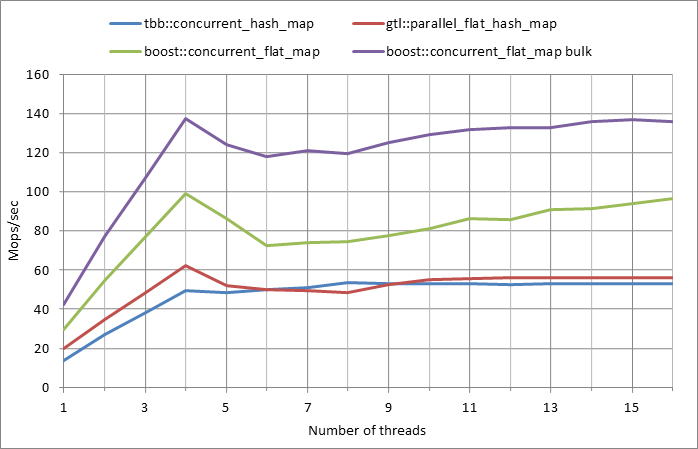 tbb::concurrent_hash_map gtl::parallel_flat_hash_map
boost::concurrent_flat_map boost::concurrent_flat_map bulk
160
140
120
100
80
60
40
20
0
Mops/sec
1 3 5 7 9 11 13 15
Number of threads